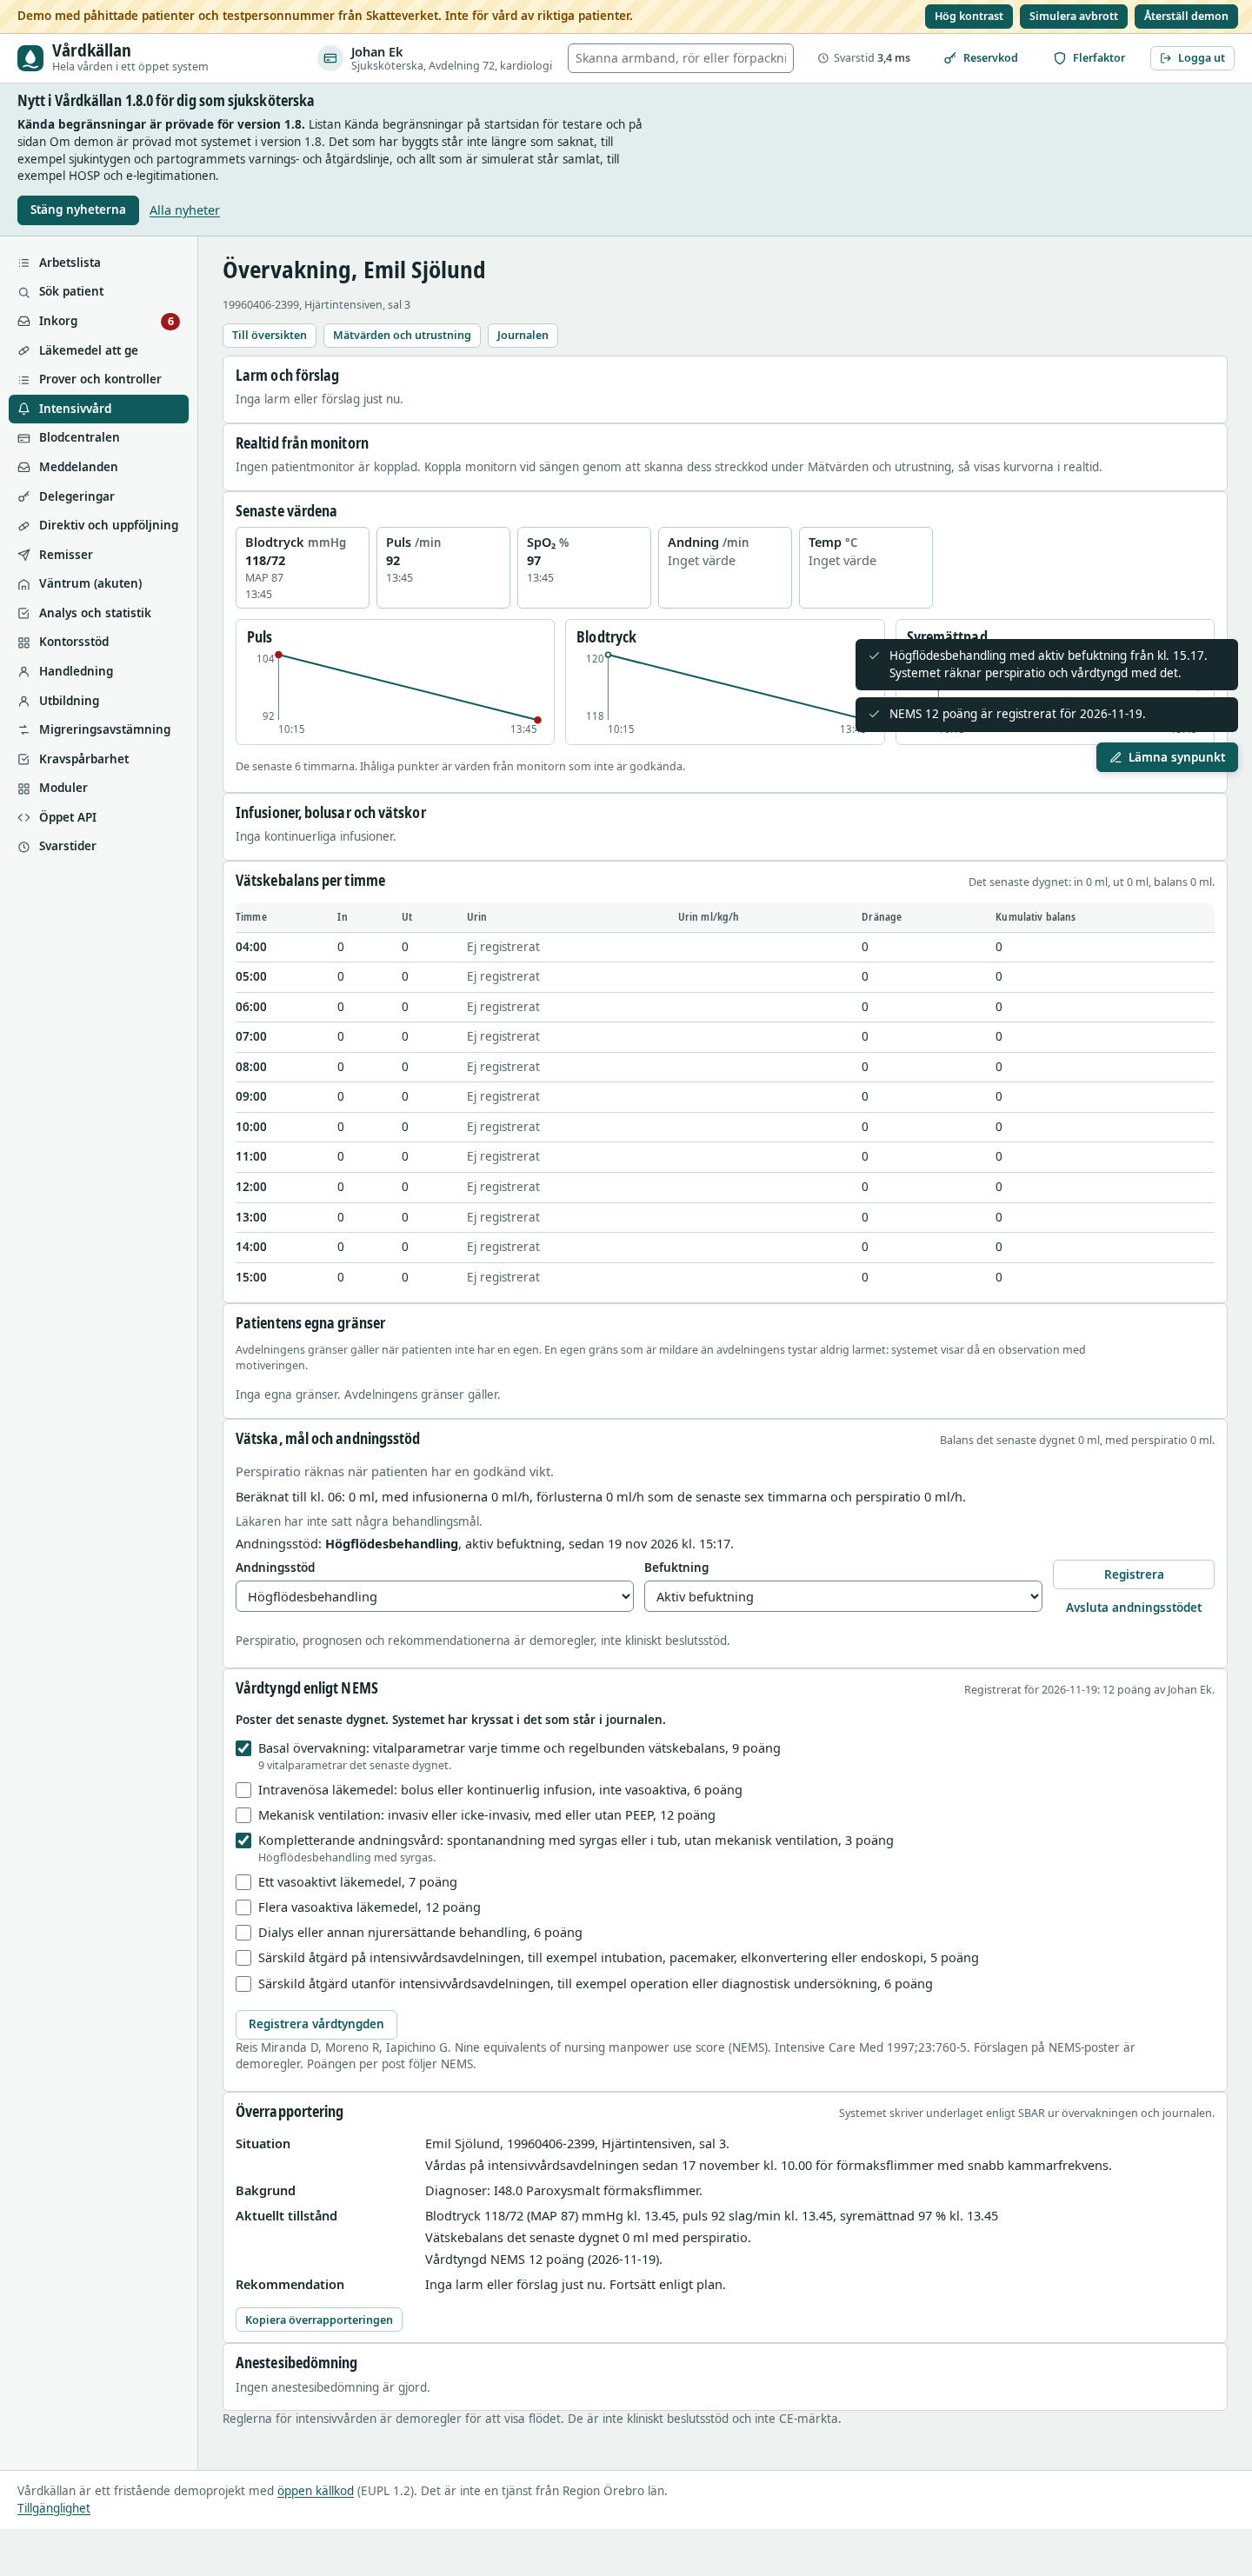 Demo med påhittade patienter och testpersonnummer från Skatteverket. Inte för vård av riktiga patienter.
Hög kontrast
Simulera avbrott
Återställ demon
Vårdkällan
Hela vården i ett öppet system
Johan Ek
Sjuksköterska, Avdelning 72, kardiologi
Skanna armband, rör eller förpackni
Svarstid 3,4 ms
Reservkod
Flerfaktor
Logga ut
Nytt i Vårdkällan 1.8.0 för dig som sjuksköterska
Kända begränsningar är prövade för version 1.8. Listan Kända begränsningar på startsidan för testare och på
sidan Om demon är prövad mot systemet i version 1.8. Det som har byggts står inte längre som saknat, till
exempel sjukintygen och partogrammets varnings- och åtgärdslinje, och allt som är simulerat står samlat, till
exempel HOSP och e-legitimationen.
Stäng nyheterna
Alla nyheter
Arbetslista
Sök patient
Inkorg
6
Läkemedel att ge
Prover och kontroller
Intensivvård
Blodcentralen
Meddelanden
Delegeringar
Direktiv och uppföljning
Remisser
Väntrum (akuten)
Analys och statistik
Kontorsstöd
Handledning
Utbildning
Migreringsavstämning
Kravspårbarhet
Moduler
Öppet API
Svarstider
Övervakning, Emil Sjölund
19960406-2399, Hjärtintensiven, sal 3
Till översikten
Mätvärden och utrustning
Journalen
Larm och förslag
Inga larm eller förslag just nu.
Realtid från monitorn
Ingen patientmonitor är kopplad. Koppla monitorn vid sängen genom att skanna dess streckkod under Mätvärden och utrustning, så visas kurvorna i realtid.
Senaste värdena
Blodtryck mmHg
118/72
MAP 87
13:45
Puls /min
92
13:45
SpO₂ %
97
13:45
Andning /min
Inget värde
Temp °C
Inget värde
Puls
104
92
10:15
13:45
Blodtryck
120
118
10:15
Högflödesbehandling med aktiv befuktning från kl. 15.17.
Systemet räknar perspiratio och vårdtyngd med det.
NEMS 12 poäng är registrerat för 2026-11-19.
Lämna synpunkt
De senaste 6 timmarna. Ihåliga punkter är värden från monitorn som inte är godkända.
Infusioner, bolusar och vätskor
Inga kontinuerliga infusioner.
Vätskebalans per timme
Det senaste dygnet: in 0 ml, ut 0 ml, balans 0 ml.
Timme In Ut Urin Urin ml/kg/h Dränage Kumulativ balans
04:00 0 0 Ej registrerat 0 0
05:00 0 0 Ej registrerat 0 0
06:00 0 0 Ej registrerat 0 0
07:00 0 0 Ej registrerat 0 0
08:00 0 0 Ej registrerat 0 0
09:00 0 0 Ej registrerat 0 0
10:00 0 0 Ej registrerat 0 0
11:00 0 0 Ej registrerat 0 0
12:00 0 0 Ej registrerat 0 0
13:00 0 0 Ej registrerat 0 0
14:00 0 0 Ej registrerat 0 0
15:00 0 0 Ej registrerat 0 0
Patientens egna gränser
Avdelningens gränser gäller när patienten inte har en egen. En egen gräns som är mildare än avdelningens tystar aldrig larmet: systemet visar då en observation med
motiveringen.
Inga egna gränser. Avdelningens gränser gäller.
Vätska, mål och andningsstöd
Balans det senaste dygnet 0 ml, med perspiratio 0 ml.
Perspiratio räknas när patienten har en godkänd vikt.
Beräknat till kl. 06: 0 ml, med infusionerna 0 ml/h, förlusterna 0 ml/h som de senaste sex timmarna och perspiratio 0 ml/h.
Läkaren har inte satt några behandlingsmål.
Andningsstöd: Högflödesbehandling, aktiv befuktning, sedan 19 nov 2026 kl. 15:17.
Andningsstöd
Högflödesbehandling
Befuktning
Aktiv befuktning
Registrera
Avsluta andningsstödet
Perspiratio, prognosen och rekommendationerna är demoregler, inte kliniskt beslutsstöd.
Vårdtyngd enligt NEMS
Registrerat för 2026-11-19: 12 poäng av Johan Ek.
Poster det senaste dygnet. Systemet har kryssat i det som står i journalen.
Basal övervakning: vitalparametrar varje timme och regelbunden vätskebalans, 9 poäng
9 vitalparametrar det senaste dygnet.
Intravenösa läkemedel: bolus eller kontinuerlig infusion, inte vasoaktiva, 6 poäng
Mekanisk ventilation: invasiv eller icke-invasiv, med eller utan PEEP, 12 poäng
Kompletterande andningsvård: spontanandning med syrgas eller i tub, utan mekanisk ventilation, 3 poäng
Högflödesbehandling med syrgas.
Ett vasoaktivt läkemedel, 7 poäng
Flera vasoaktiva läkemedel, 12 poäng
Dialys eller annan njurersättande behandling, 6 poäng
Särskild åtgärd på intensivvårdsavdelningen, till exempel intubation, pacemaker, elkonvertering eller endoskopi, 5 poäng
Särskild åtgärd utanför intensivvårdsavdelningen, till exempel operation eller diagnostisk undersökning, 6 poäng
Registrera vårdtyngden
Reis Miranda D, Moreno R, Iapichino G. Nine equivalents of nursing manpower use score (NEMS). Intensive Care Med 1997;23:760-5. Förslagen på NEMS-poster är
demoregler. Poängen per post följer NEMS.
Överrapportering
Systemet skriver underlaget enligt SBAR ur övervakningen och journalen.
Situation
Emil Sjölund, 19960406-2399, Hjärtintensiven, sal 3.
Vårdas på intensivvårdsavdelningen sedan 17 november kl. 10.00 för förmaksflimmer med snabb kammarfrekvens.
Bakgrund
Diagnoser: I48.0 Paroxysmalt förmaksflimmer.
Aktuellt tillstånd
Blodtryck 118/72 (MAP 87) mmHg kl. 13.45, puls 92 slag/min kl. 13.45, syremättnad 97 % kl. 13.45
Vätskebalans det senaste dygnet 0 ml med perspiratio.
Vårdtyngd NEMS 12 poäng (2026-11-19).
Rekommendation
Inga larm eller förslag just nu. Fortsätt enligt plan.
Kopiera överrapporteringen
Anestesibedömning
Ingen anestesibedömning är gjord.
Reglerna för intensivvården är demoregler för att visa flödet. De är inte kliniskt beslutsstöd och inte CE-märkta.
Vårdkällan är ett fristående demoprojekt med öppen källkod (EUPL 1.2). Det är inte en tjänst från Region Örebro län.
Tillgänglighet